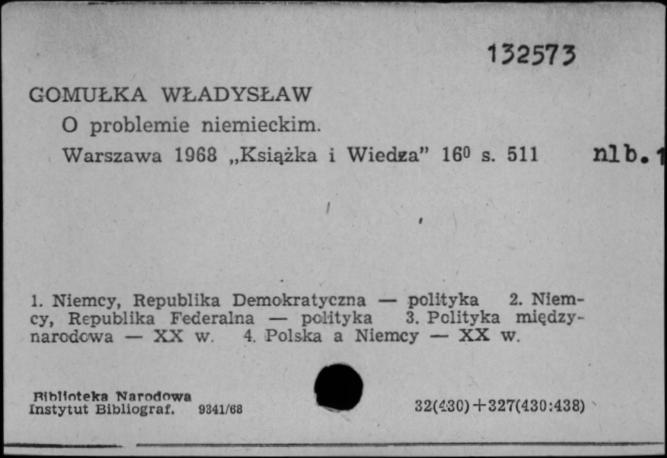 132573
GOMUŁKA WŁADYSŁAW
O problemie niemieckim.
Warszawa 1968 „Książka i Wiedza” 16⁰ s. 511 nlb. 1
1. Niemcy, Republika Demokratyczna — polityka 2. Niem-
cy, Republika Federalna — polityka 3. Polityka między-
narodowa — XX w. 4. Polska a Niemcy — XX w.
Biblioteka Narodowa
Instytut Bibliograf. 9341/68
32(430)+327(430:438)